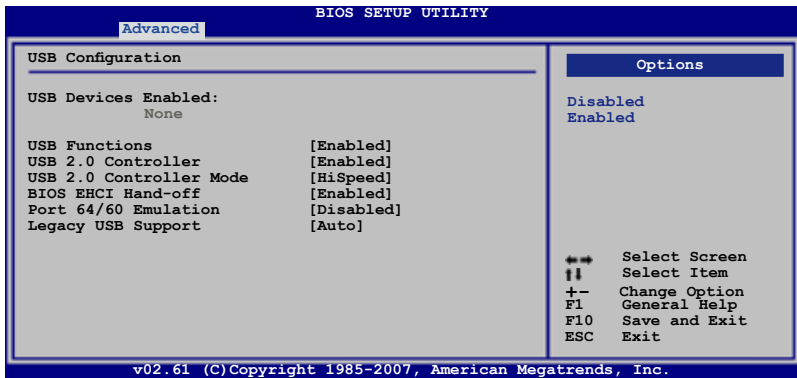 BIOS SETUP UTILITY
Advanced
USB Configuration
USB Devices Enabled:
None
USB Functions [Enabled]
USB 2.0 Controller [Enabled]
USB 2.0 Controller Mode [HiSpeed]
BIOS EHCI Hand-off [Enabled]
Port 64/60 Emulation [Disabled]
Legacy USB Support [Auto]
Options
Disabled
Enabled
←→ Select Screen
↑↓ Select Item
+- Change Option
F1 General Help
F10 Save and Exit
ESC Exit
v02.61 (C)Copyright 1985-2007, American Megatrends, Inc.